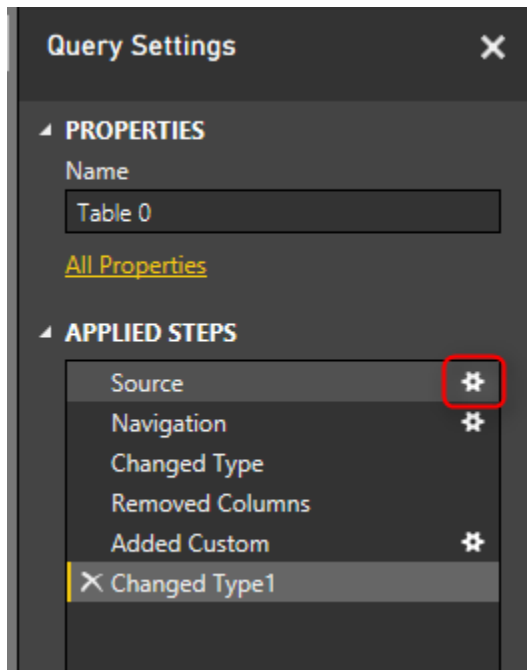 Query Settings
PROPERTIES
Name
Table 0
All Properties
APPLIED STEPS
Source
Navigation
Changed Type
Removed Columns
Added Custom
Changed Type1